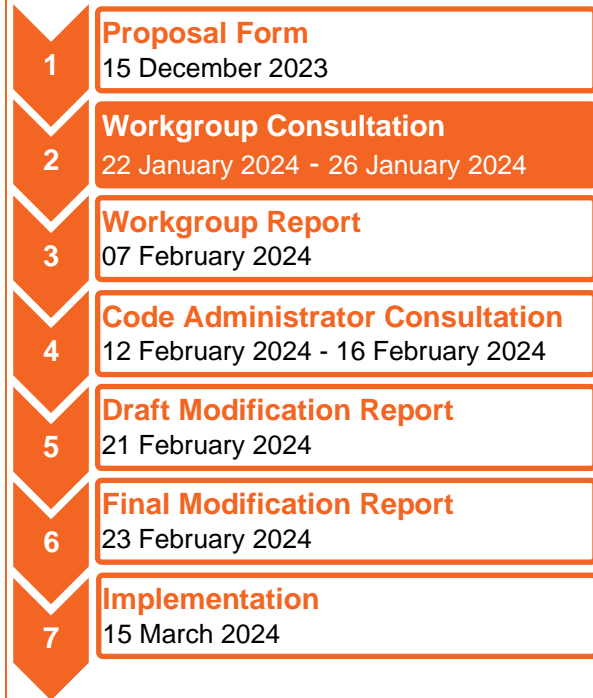 1
Proposal Form
15 December 2023
2
Workgroup Consultation
22 January 2024 - 26 January 2024
3
Workgroup Report
07 February 2024
4
Code Administrator Consultation
12 February 2024 - 16 February 2024
5
Draft Modification Report
21 February 2024
6
Final Modification Report
23 February 2024
7
Implementation
15 March 2024